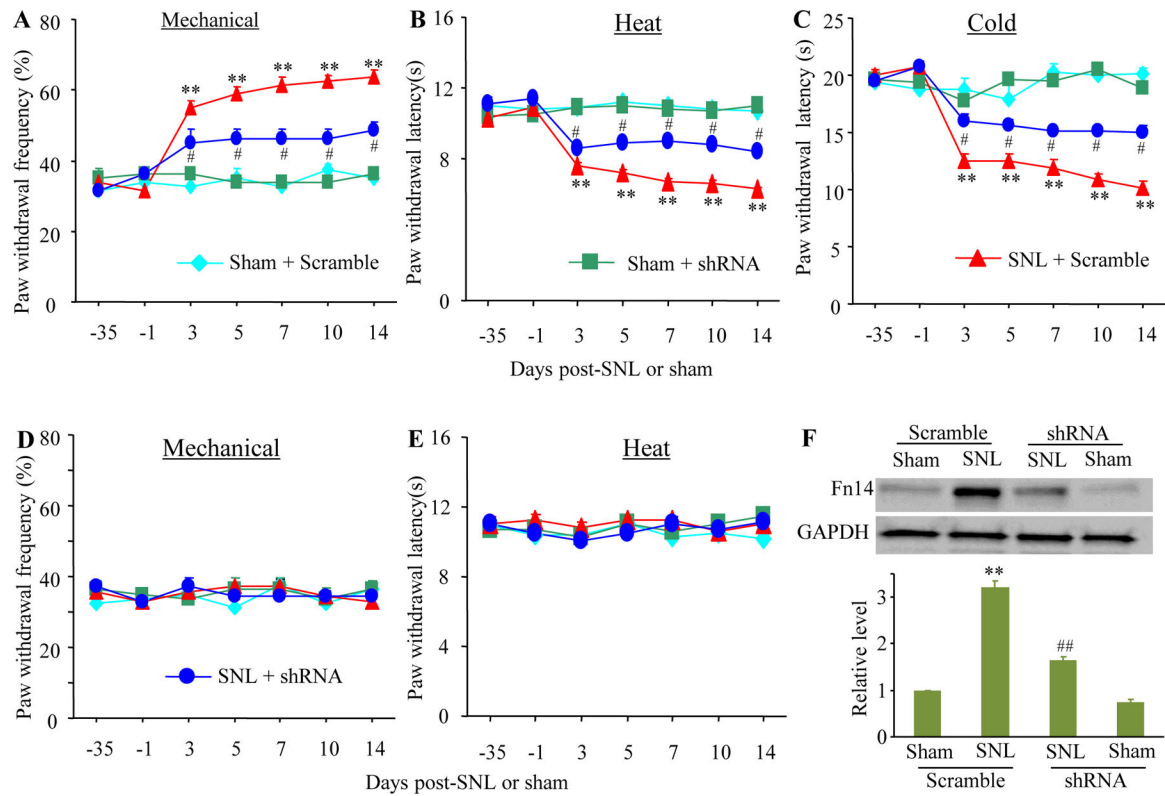 A
Mechanical
Paw withdrawal frequency (%)
80
60
40
20
0
** ** ** ** **
# # # # #
Sham + Scramble
-35 -1 3 5 7 10 14
B
Heat
Paw withdrawal latency(s)
16
12
8
4
0
# # # # #
** ** ** ** **
Sham + shRNA
-35 -1 3 5 7 10 14
C
Cold
Paw withdrawal latency (s)
25
20
15
10
5
0
# # # # #
** ** ** ** **
SNL + Scramble
-35 -1 3 5 7 10 14
Days post-SNL or sham
D
Mechanical
Paw withdrawal frequency (%)
80
60
40
20
0
SNL + shRNA
-35 -1 3 5 7 10 14
E
Heat
Paw withdrawal latency(s)
16
12
8
4
0
-35 -1 3 5 7 10 14
Days post-SNL or sham
F
Scramble shRNA
Sham SNL SNL Sham
Fn14
GAPDH
Relative level
3
2
1
0
**
##
Sham SNL SNL Sham
Scramble shRNA